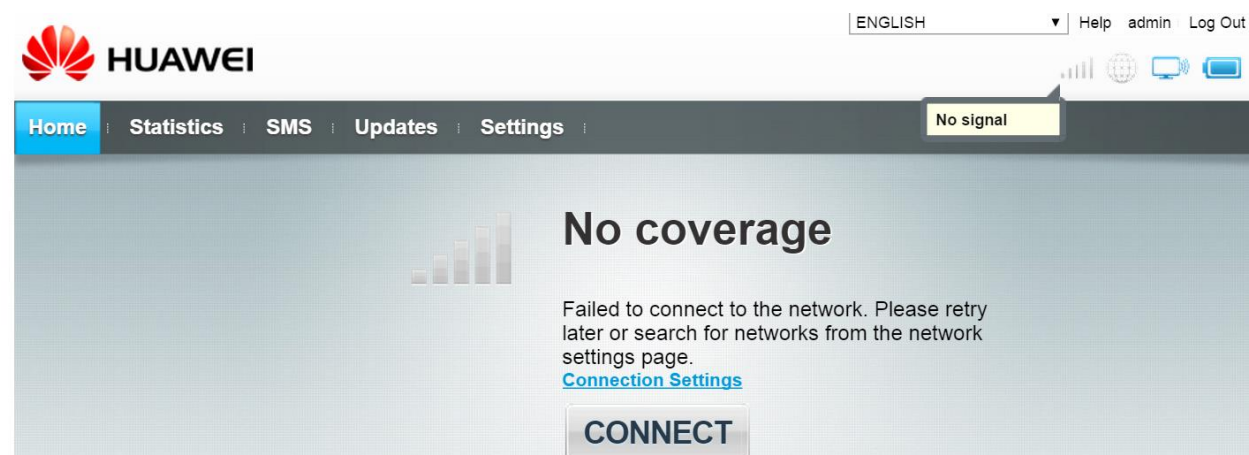 ENGLISH Help admin Log Out
HUAWEI
Home Statistics SMS Updates Settings
No signal
No coverage
Failed to connect to the network. Please retry
later or search for networks from the network
settings page.
Connection Settings
CONNECT